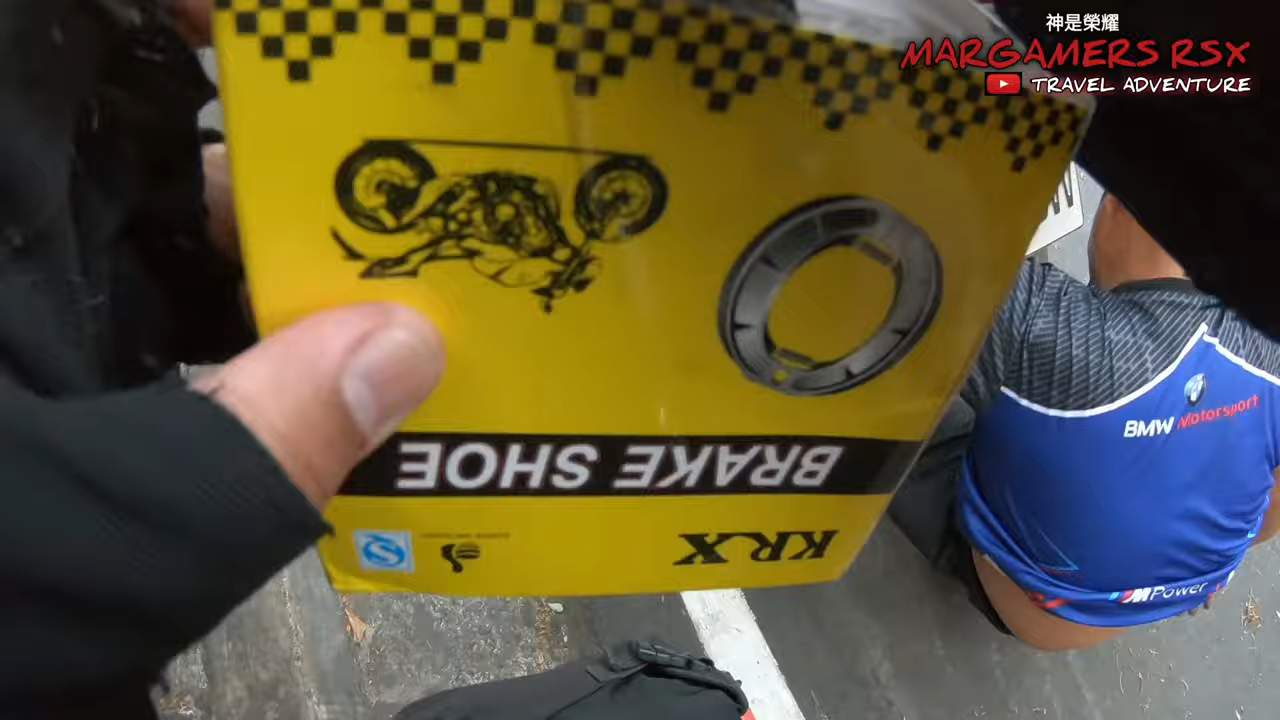 神是榮耀
MARGAMERS RSX
TRAVEL ADVENTURE
BRAKE SHOE
KRX
BMW Motorsport
M Power